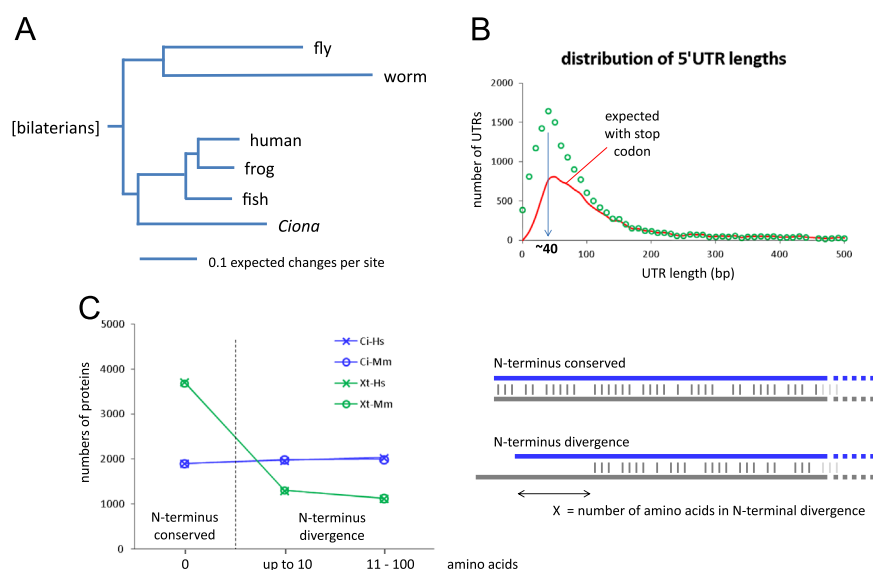 A
fly
worm
[bilaterians]
human
frog
fish
Ciona
0.1 expected changes per site
B
distribution of 5'UTR lengths
number of UTRs
2000
1500
1000
500
0
expected
with stop
codon
~40
0
100
200
300
400
500
UTR length (bp)
C
numbers of proteins
5000
4000
3000
2000
1000
0
Ci-Hs
Ci-Mm
Xt-Hs
Xt-Mm
N-terminus
conserved
N-terminus
divergence
0
up to 10
11 - 100
amino acids
N-terminus conserved
N-terminus divergence
X = number of amino acids in N-terminal divergence